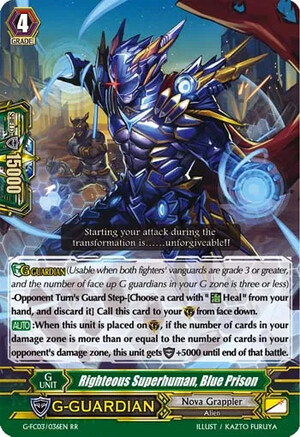 4
GRADE
15000
Starting your attack during the
transformation is......unforgiveable!!
G GUARDIAN (Usable when both fighters' vanguards are grade 3 or greater,
and the number of face up G guardians in your G zone is three or less)
-Opponent Turn's Guard Step-[Choose a card with " Heal" from your
hand, and discard it] Call this card to your G from face down.
AUTO:When this unit is placed on G, if the number of cards in your
damage zone is more than or equal to the number of cards in your
opponent's damage zone, this unit gets +5000 until end of that battle.
G
UNIT
Righteous Superhuman, Blue Prison
G-GUARDIAN
Nova Grappler
Alien
G-FC03/036EN RR
ILLUST / KAZTO FURUYA